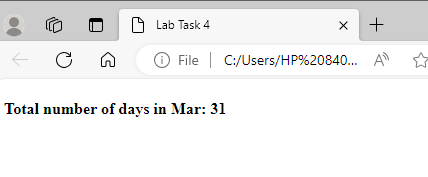 Lab Task 4
File
C:/Users/HP%20840...
Total number of days in Mar: 31